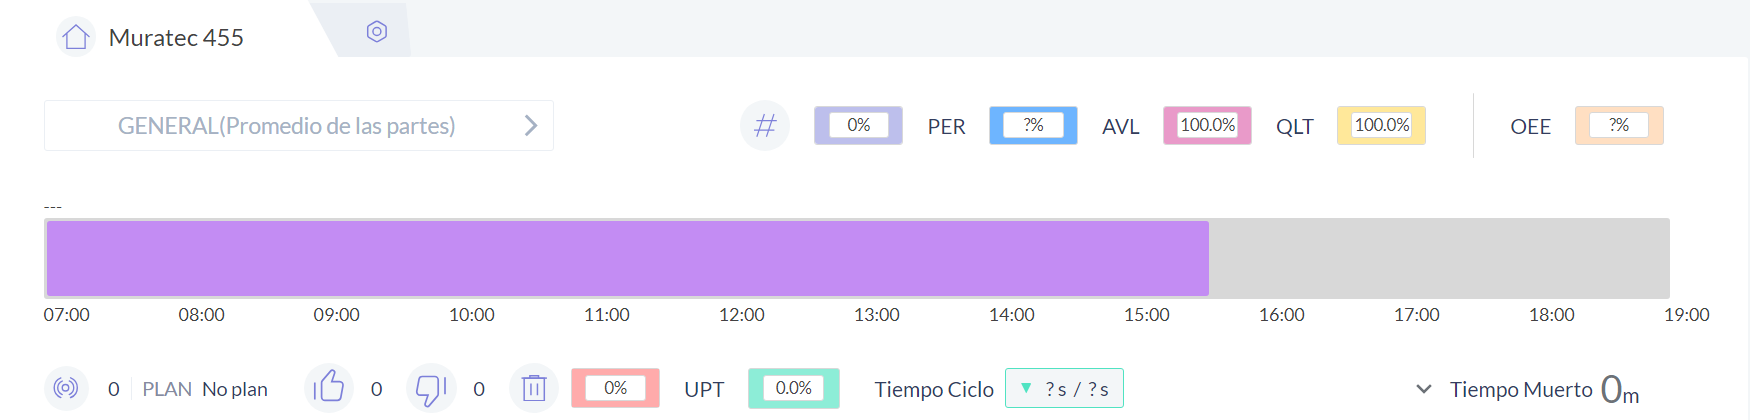 Muratec 455
GENERAL(Promedio de las partes)
# 0% PER ?% AVL 100.0% QLT 100.0% OEE ?%
---
07:00 08:00 09:00 10:00 11:00 12:00 13:00 14:00 15:00 16:00 17:00 18:00 19:00
0 PLAN No plan 0 0 0% UPT 0.0% Tiempo Ciclo ▼ ?s / ?s Tiempo Muerto 0m